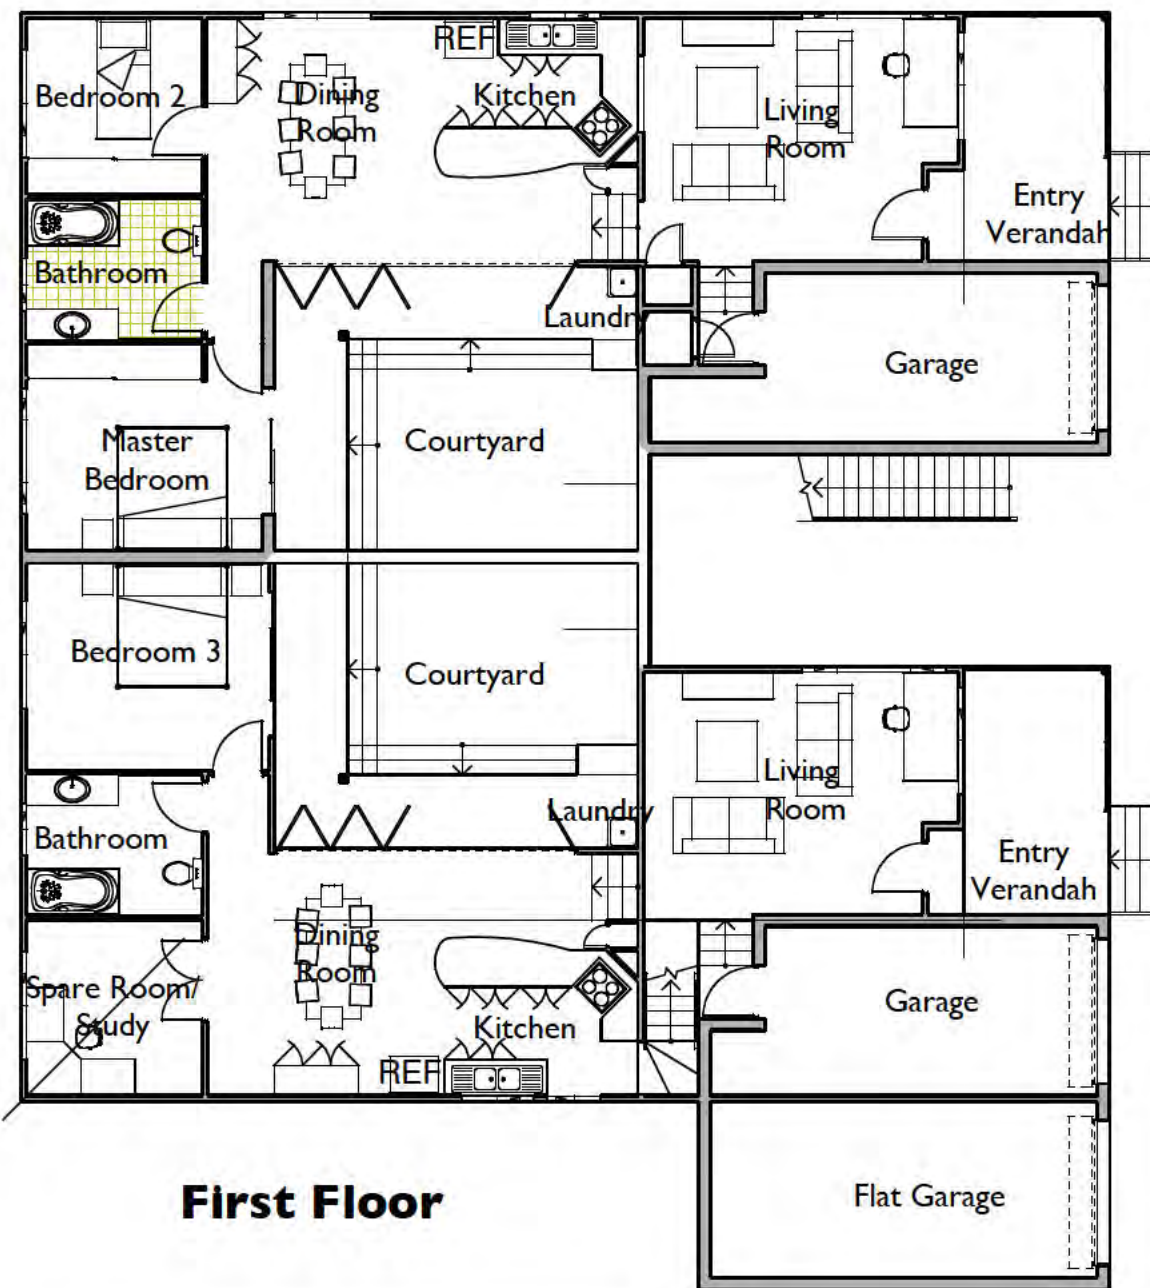 REF
Bedroom 2
Dining
Room
Kitchen
Living
Room
Entry
Verandah
Bathroom
Laundry
Garage
Master
Bedroom
Courtyard
Bedroom 3
Courtyard
Living
Room
Laundry
Bathroom
Entry
Verandah
Dining
Room
Spare Room/
Study
Kitchen
Garage
REF
First Floor
Flat Garage